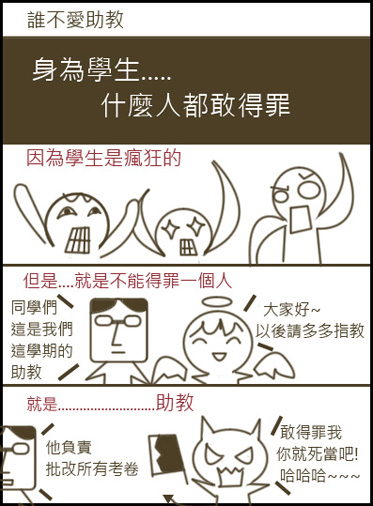 誰不愛助教
身為學生.....
什麼人都敢得罪
因為學生是瘋狂的
但是....就是不能得罪一個人
同學們
這是我們
這學期的
助教
大家好~
以後請多多指教
就是...........................助教
他負責
批改所有考卷
敢得罪我
你就死當吧!
哈哈哈~~~